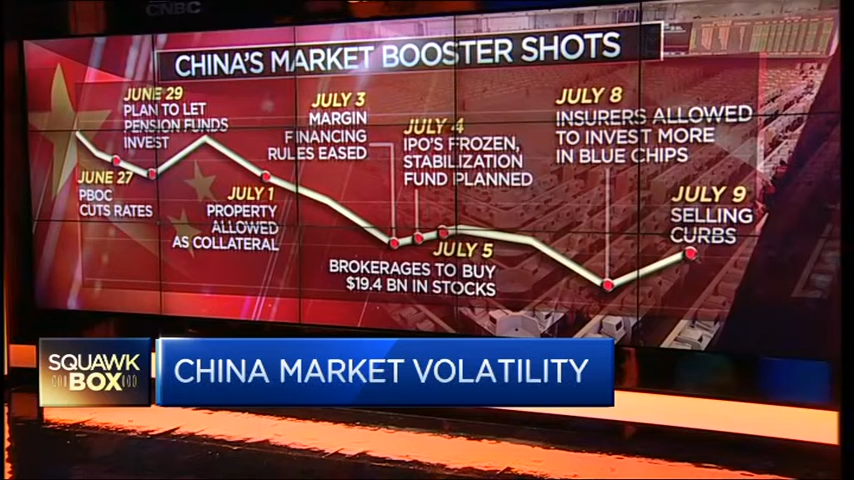 CNBC
CHINA'S MARKET BOOSTER SHOTS
JUNE 27
PBOC
CUTS RATES
JUNE 29
PLAN TO LET
PENSION FUNDS
INVEST
JULY 1
PROPERTY
ALLOWED
AS COLLATERAL
JULY 3
MARGIN
FINANCING
RULES EASED
JULY 4
IPO'S FROZEN,
STABILIZATION
FUND PLANNED
JULY 5
BROKERAGES TO BUY
$19.4 BN IN STOCKS
JULY 8
INSURERS ALLOWED
TO INVEST MORE
IN BLUE CHIPS
JULY 9
SELLING
CURBS
SQUAWK
BOX
CHINA MARKET VOLATILITY